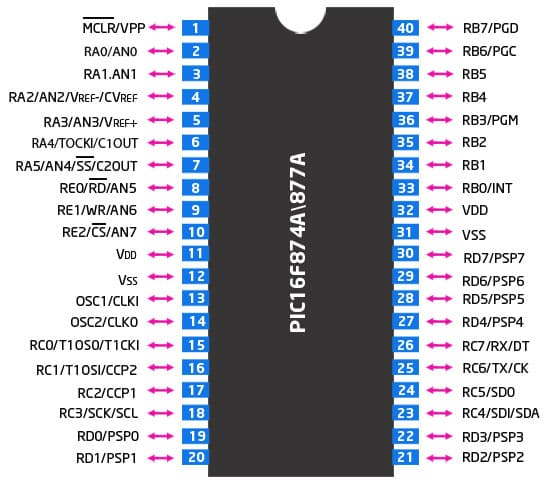 MCLR/VPP 1 40 RB7/PGD
RA0/AN0 2 39 RB6/PGC
RA1.AN1 3 38 RB5
RA2/AN2/VREF-/CVREF 4 37 RB4
RA3/AN3/VREF+ 5 36 RB3/PGM
RA4/TOCKI/C1OUT 6 35 RB2
RA5/AN4/SS/C2OUT 7 34 RB1
RE0/RD/AN5 8 33 RB0/INT
RE1/WR/AN6 9 32 VDD
RE2/CS/AN7 10 31 VSS
VDD 11 30 RD7/PSP7
VSS 12 29 RD6/PSP6
OSC1/CLKI 13 28 RD5/PSP5
OSC2/CLK0 14 27 RD4/PSP4
RC0/T1OS0/T1CKI 15 26 RC7/RX/DT
RC1/T1OSI/CCP2 16 25 RC6/TX/CK
RC2/CCP1 17 24 RC5/SD0
RC3/SCK/SCL 18 23 RC4/SDI/SDA
RD0/PSP0 19 22 RD3/PSP3
RD1/PSP1 20 21 RD2/PSP2
PIC16F874A\877A